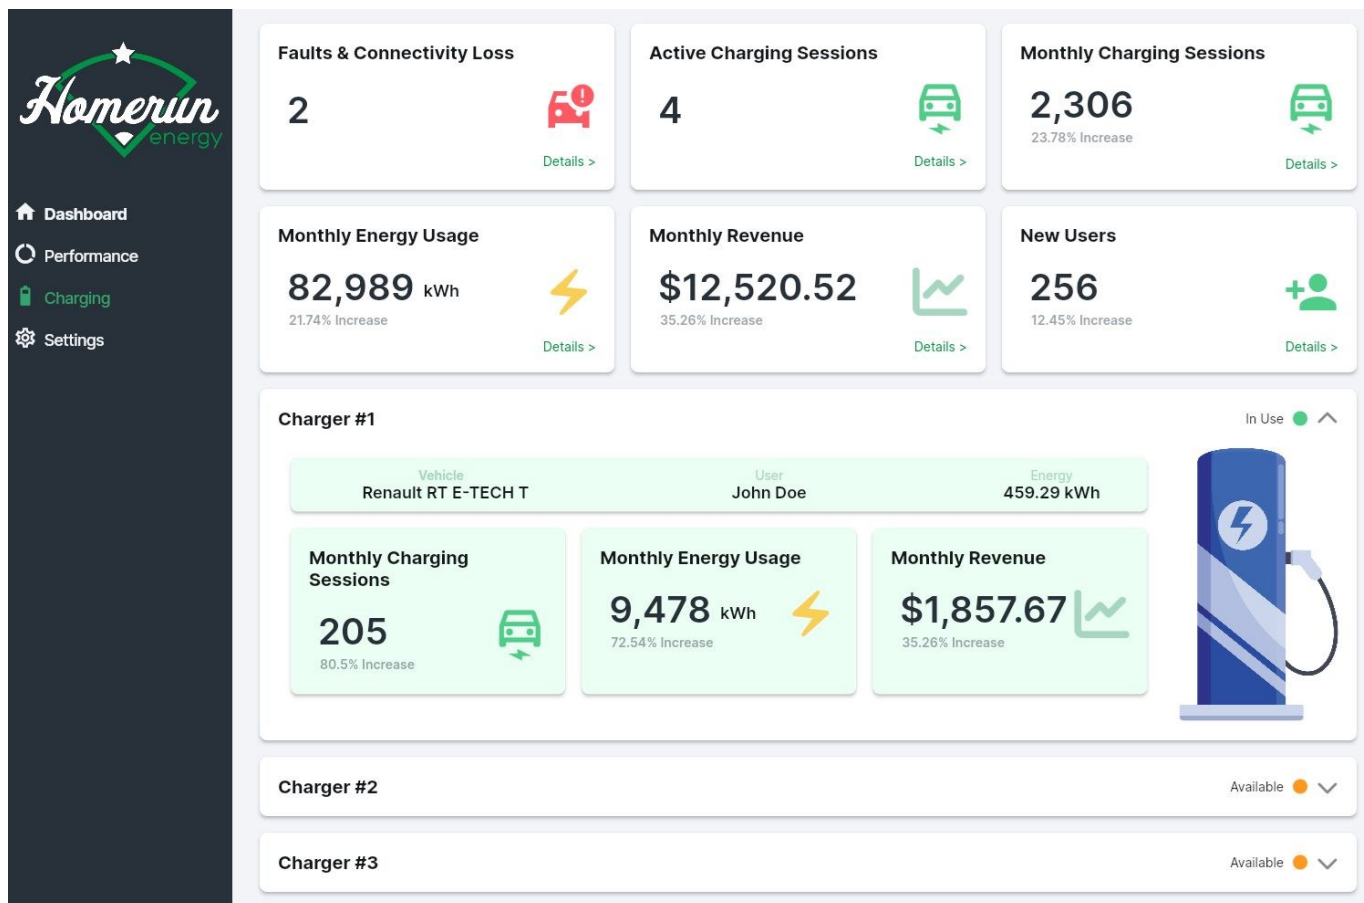 Homerun
energy
Dashboard
Performance
Charging
Settings
Faults & Connectivity Loss
2
Details >
Active Charging Sessions
4
Details >
Monthly Charging Sessions
2,306
23.78% Increase
Details >
Monthly Energy Usage
82,989 kWh
21.74% Increase
Details >
Monthly Revenue
$12,520.52
35.26% Increase
Details >
New Users
256
12.45% Increase
Details >
Charger #1
In Use
Vehicle
Renault RT E-TECH T
User
John Doe
Energy
459.29 kWh
Monthly Charging
Sessions
205
80.5% Increase
Monthly Energy Usage
9,478 kWh
72.54% Increase
Monthly Revenue
$1,857.67
35.26% Increase
Charger #2
Available
Charger #3
Available